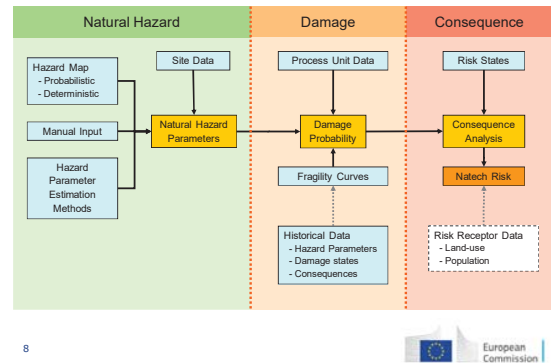 Natural Hazard
Damage
Consequence
Hazard Map
- Probabilistic
- Deterministic
Site Data
Process Unit Data
Risk States
Manual Input
Natural Hazard
Parameters
Damage
Probability
Consequence
Analysis
Hazard
Parameter
Estimation
Methods
Fragility Curves
Natech Risk
Historical Data
- Hazard Parameters
- Damage states
- Consequences
Risk Receptor Data
- Land-use
- Population
8
European
Commission